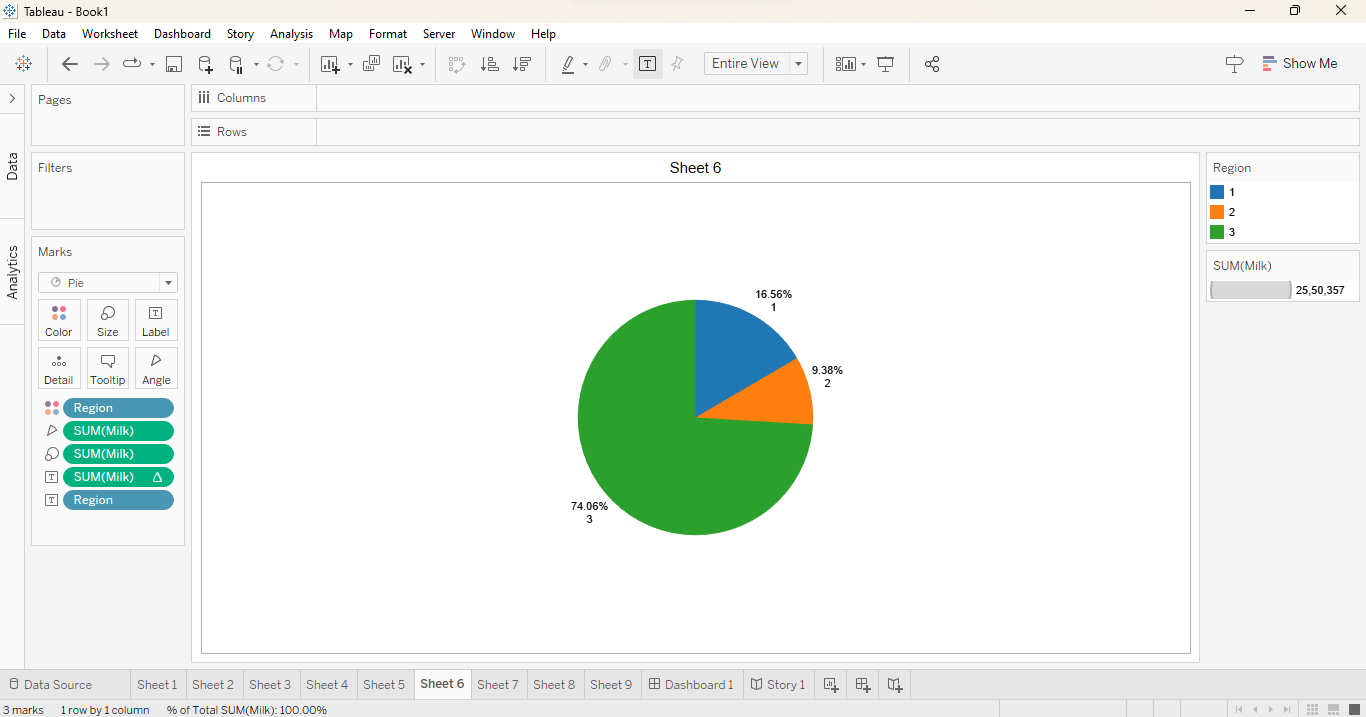 Tableau - Book1
File Data Worksheet Dashboard Story Analysis Map Format Server Window Help
Entire View
Show Me
Data
Analytics
Pages
Filters
Marks
Pie
Color Size Label
Detail Tooltip Angle
Region
SUM(Milk)
SUM(Milk)
SUM(Milk)
Region
Columns
Rows
Sheet 6
16.56%
1
9.38%
2
74.06%
3
Region
1
2
3
SUM(Milk)
25,50,357
Data Source Sheet 1 Sheet 2 Sheet 3 Sheet 4 Sheet 5 Sheet 6 Sheet 7 Sheet 8 Sheet 9 Dashboard 1 Story 1
3 marks 1 row by 1 column % of Total SUM(Milk): 100.00%